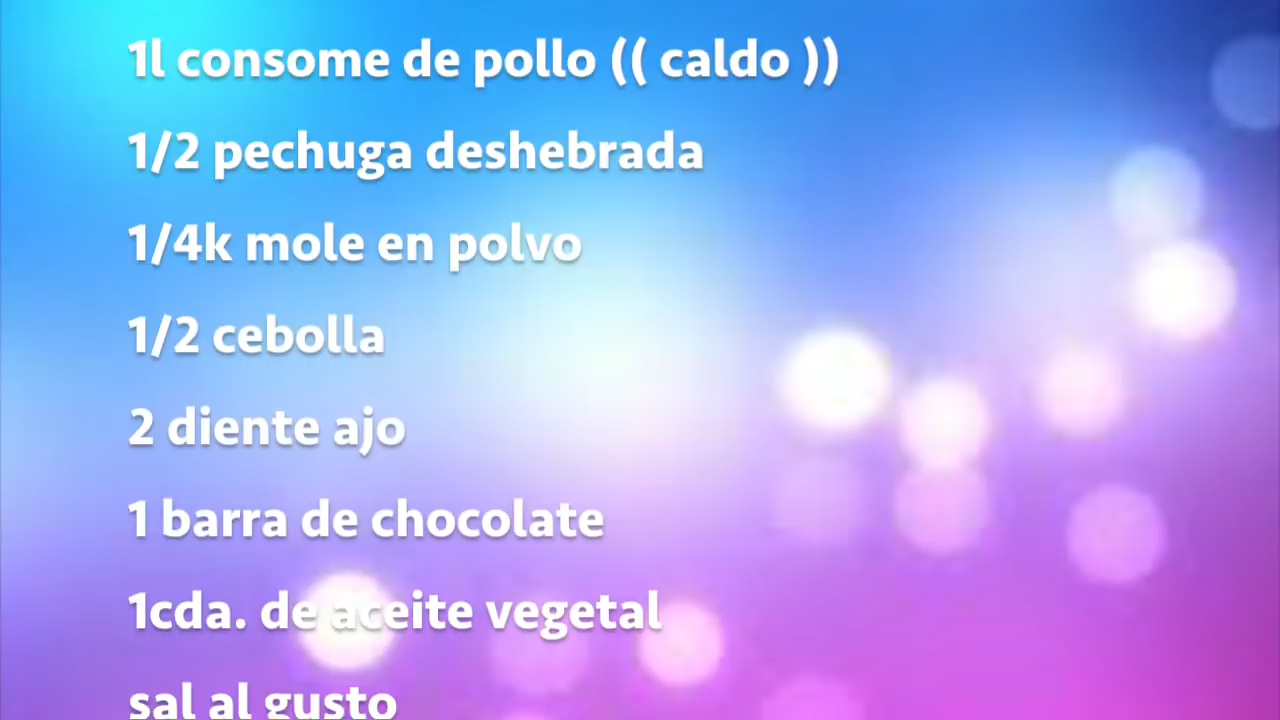 1l consome de pollo (( caldo ))
1/2 pechuga deshebrada
1/4k mole en polvo
1/2 cebolla
2 diente ajo
1 barra de chocolate
1cda. de aceite vegetal
sal al gusto